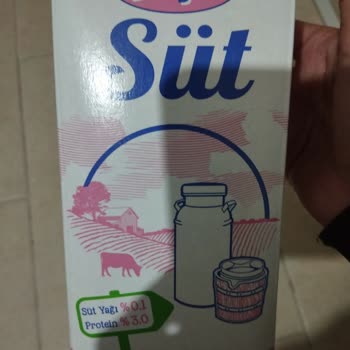 Süt
Süt Yağı %0.1
Protein %3.0